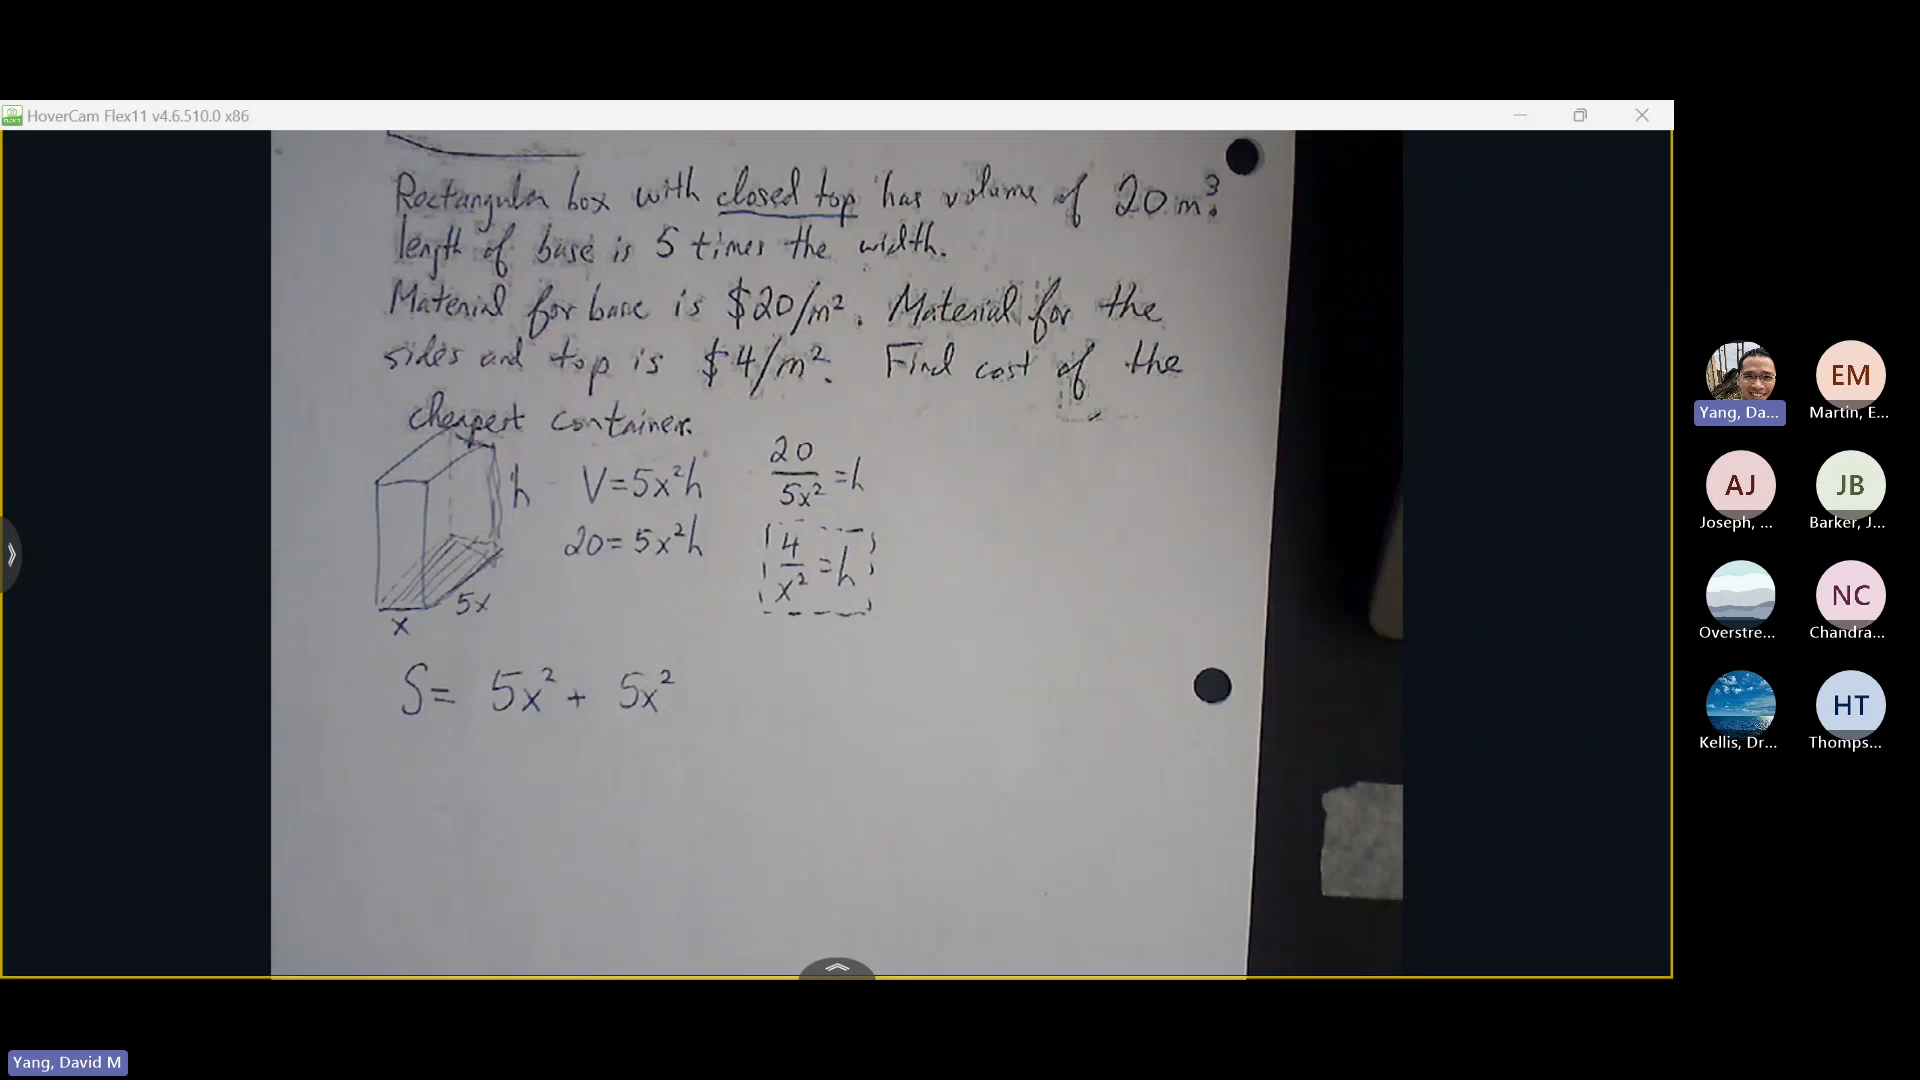 HoverCam Flex11 v4.6.510.0 x86
Rectangular box with closed top has volume of 20 m³.
length of base is 5 times the width.
Material for base is $20/m². Material for the
sides and top is $4/m². Find cost of the
cheapest container.
h
V=5x²h
20=5x²h
5x
x
20/5x² = h
4/x² = h
S= 5x² + 5x²
Yang, Da...
EM
Martin, E...
AJ
Joseph, ...
JB
Barker, J...
Overstre...
NC
Chandra...
Kellis, Dr...
HT
Thomps...
Yang, David M